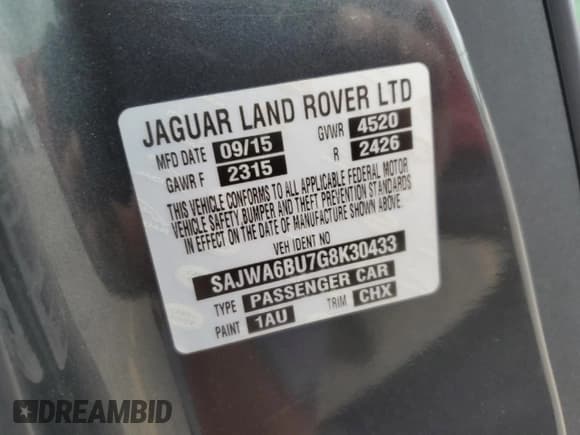 JAGUAR LAND ROVER LTD
MFD DATE 09/15 GVWR 4520
GAWR F 2315 R 2426
THIS VEHICLE CONFORMS TO ALL APPLICABLE FEDERAL MOTOR
VEHICLE SAFETY, BUMPER AND THEFT PREVENTION STANDARDS
IN EFFECT ON THE DATE OF MANUFACTURE SHOWN ABOVE.
VEH IDENT NO
SAJWA6BU7G8K30433
TYPE PASSENGER CAR
PAINT 1AU TRIM CHX
DREAMBID